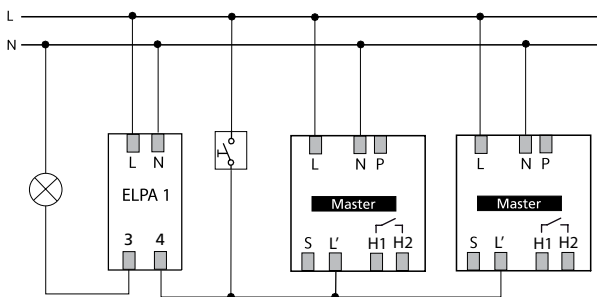 L
N
L N
ELPA 1
3 4
L N P
Master
S L' H1 H2
L N P
Master
S L' H1 H2